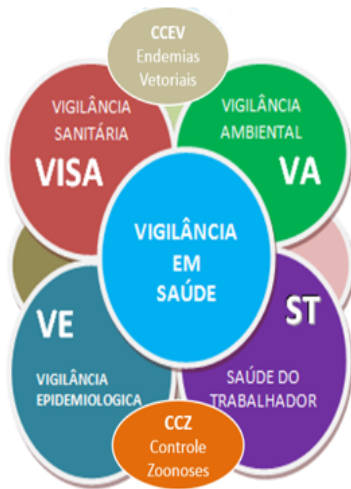 CCEV
Endemias
Vetoriais
VIGILÂNCIA
SANITÁRIA
VISA
VIGILÂNCIA
AMBIENTAL
VA
VIGILÂNCIA
EM
SAÚDE
VE
VIGILÂNCIA
EPIDEMIOLOGICA
ST
SAÚDE DO
TRABALHADOR
CCZ
Controle
Zoonoses